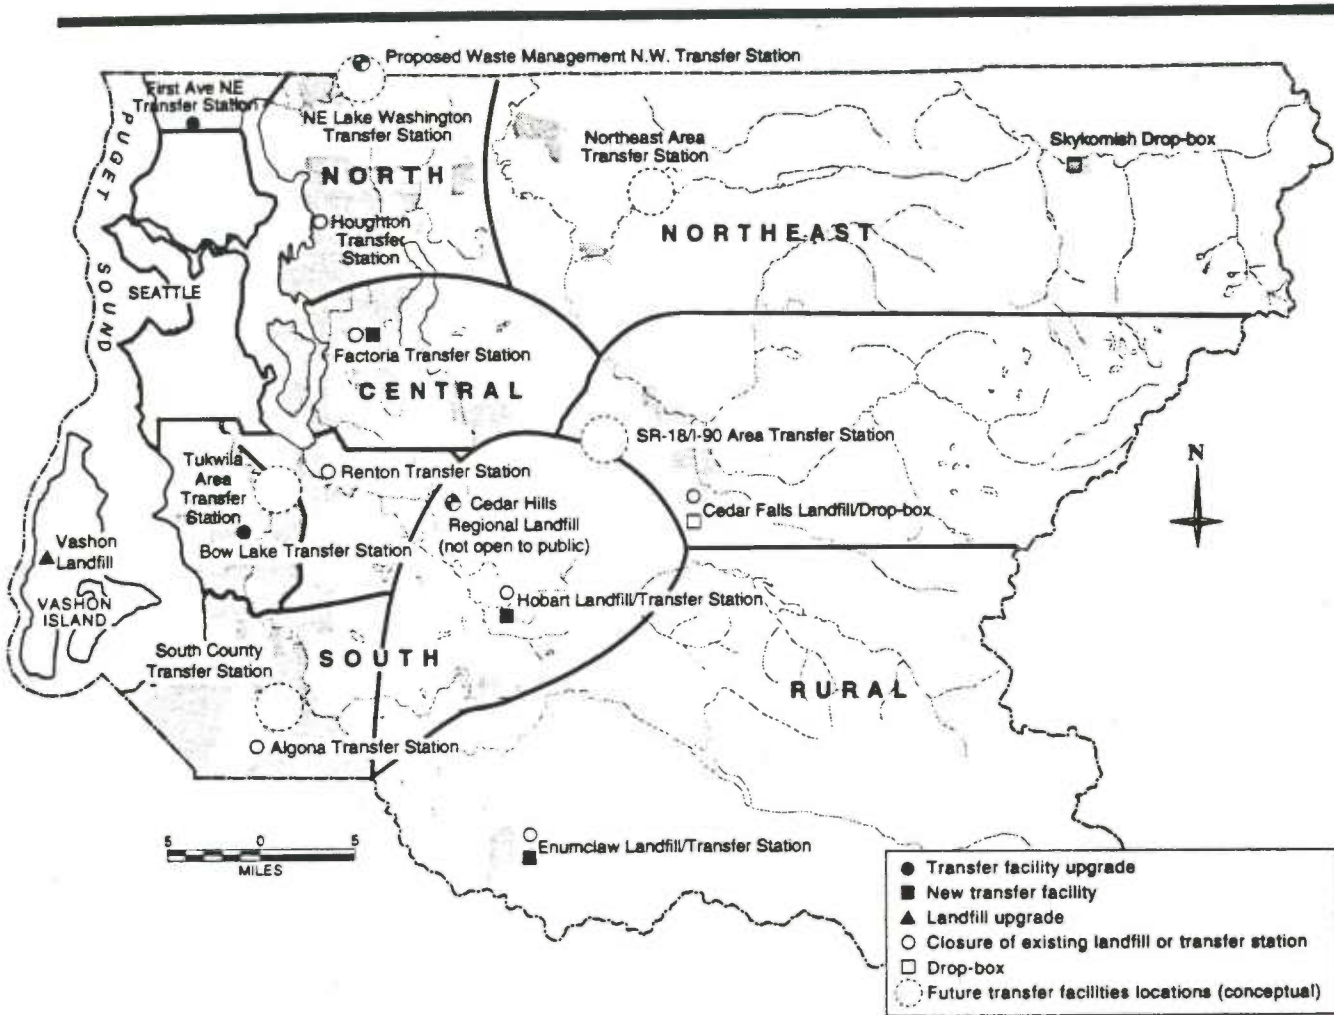 Proposed Waste Management N.W. Transfer Station
First Ave NE
Transfer Station
NE Lake Washington
Transfer Station
Northeast Area
Transfer Station
Skykomish Drop-box
PUGET SOUND
NORTH
NORTHEAST
Houghton
Transfer
Station
SEATTLE
Factoria Transfer Station
CENTRAL
SR-18/I-90 Area Transfer Station
N
Tukwila
Area
Transfer
Station
Renton Transfer Station
Cedar Hills
Regional Landfill
(not open to public)
Cedar Falls Landfill/Drop-box
Bow Lake Transfer Station
Vashon
Landfill
Hobart Landfill/Transfer Station
VASHON
ISLAND
South County
Transfer Station
SOUTH
RURAL
Algona Transfer Station
Enumclaw Landfill/Transfer Station
5 0 5
MILES
Transfer facility upgrade
New transfer facility
Landfill upgrade
Closure of existing landfill or transfer station
Drop-box
Future transfer facilities locations (conceptual)